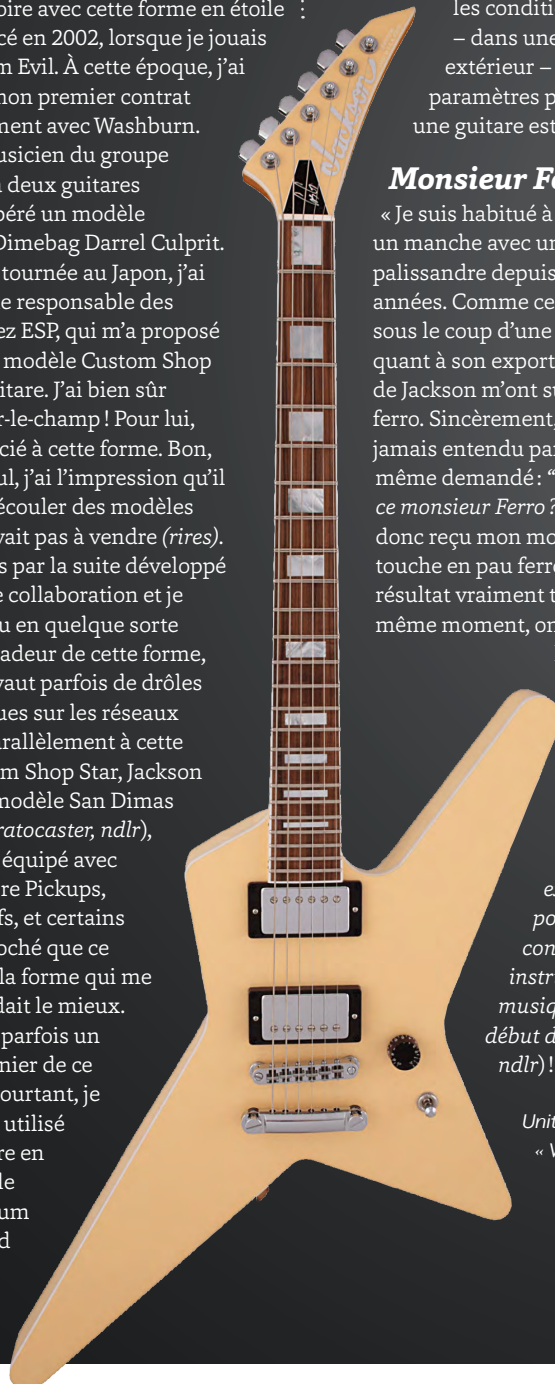 oire avec cette forme en étoile
cé en 2002, lorsque je jouais
m Evil. À cette époque, j'ai
mon premier contrat
ment avec Washburn.
usicien du groupe
deux guitares
péré un modèle
Dimebag Darrel Culprit.
tournée au Japon, j'ai
e responsable des
ez ESP, qui m'a proposé
modèle Custom Shop
itare. J'ai bien sûr
r-le-champ ! Pour lui,
cié à cette forme. Bon,
ul, j'ai l'impression qu'il
écouler des modèles
vait pas à vendre (rires).
s par la suite développé
e collaboration et je
u en quelque sorte
adeur de cette forme,
vaut parfois de drôles
ues sur les réseaux
arallèlement à cette
m Shop Star, Jackson
modèle San Dimas
ratocaster, ndlr),
équipé avec
re Pickups,
fs, et certains
oché que ce
la forme qui me
dait le mieux.
parfois un
nier de ce
ourtant, je
utilisé
re en
le
um
d
les conditi
– dans une
extérieur –
paramètres p
une guitare est
Monsieur Fe
« Je suis habitué à
un manche avec un
palissandre depuis
années. Comme ce
sous le coup d'une
quant à son export
de Jackson m'ont su
ferro. Sincèrement,
jamais entendu par
même demandé : “
ce monsieur Ferro ?
donc reçu mon mo
touche en pau ferro
résultat vraiment t
même moment, on
e
po
con
instr
musiq
début d
ndlr) !
Unit
« V
Jackson